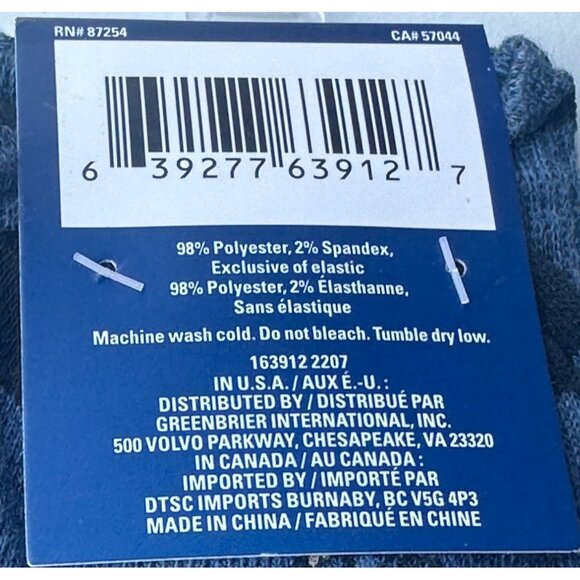 RN# 87254 CA# 57044
6 39277 63912 7
98% Polyester, 2% Spandex,
Exclusive of elastic
98% Polyester, 2% Élasthanne,
Sans élastique
Machine wash cold. Do not bleach. Tumble dry low.
163912 2207
IN U.S.A. / AUX É.-U. :
DISTRIBUTED BY / DISTRIBUÉ PAR
GREENBRIER INTERNATIONAL, INC.
500 VOLVO PARKWAY, CHESAPEAKE, VA 23320
IN CANADA / AU CANADA :
IMPORTED BY / IMPORTÉ PAR
DTSC IMPORTS BURNABY, BC V5G 4P3
MADE IN CHINA / FABRIQUÉ EN CHINE